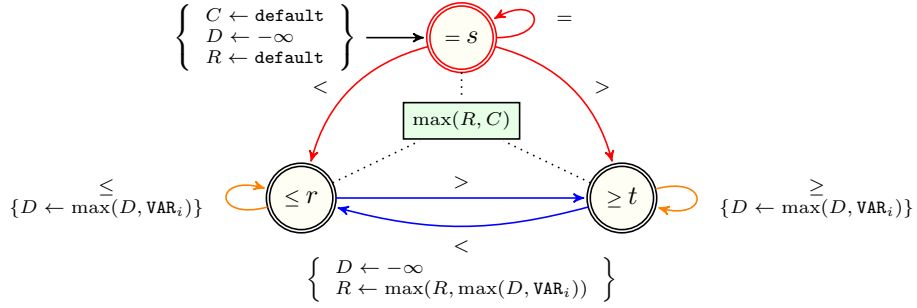 C ← default
D ← −∞
R ← default
= s
=
<
>
max(R, C)
≤
{D ← max(D, VAR_i)}
≤ r
>
≥ t
≥
{D ← max(D, VAR_i)}
<
D ← −∞
R ← max(R, max(D, VAR_i))